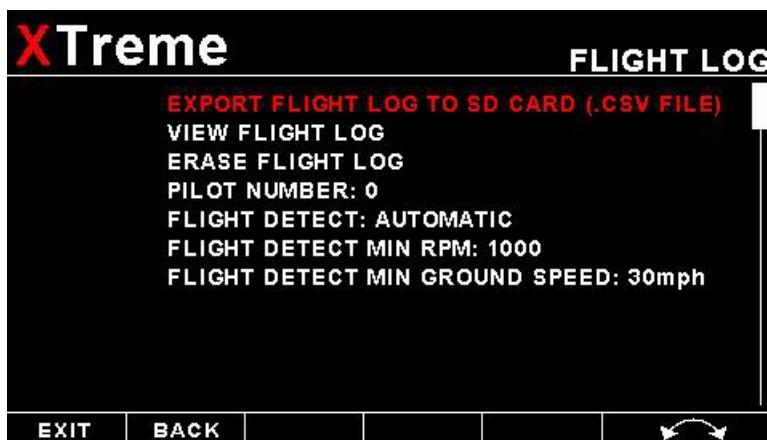 XTreme
FLIGHT LOG
EXPORT FLIGHT LOG TO SD CARD (.CSV FILE)
VIEW FLIGHT LOG
ERASE FLIGHT LOG
PILOT NUMBER: 0
FLIGHT DETECT: AUTOMATIC
FLIGHT DETECT MIN RPM: 1000
FLIGHT DETECT MIN GROUND SPEED: 30mph
EXIT BACK